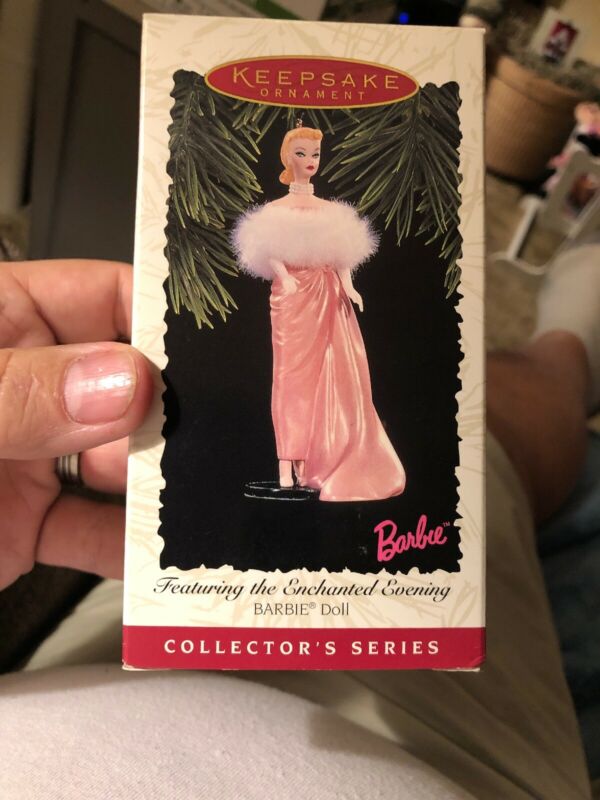 KEEPSAKE
ORNAMENT
Barbie™
Featuring the Enchanted Evening
BARBIE® Doll
COLLECTOR'S SERIES